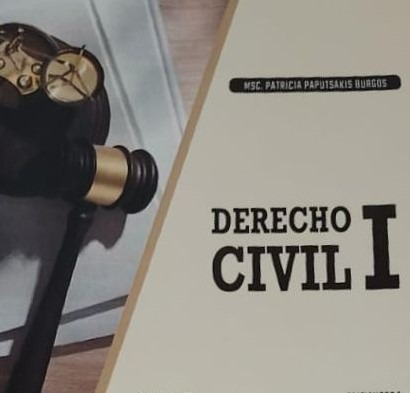 MSC. PATRICIA PAPUTSAKIS BURGOS
DERECHO
CIVIL I